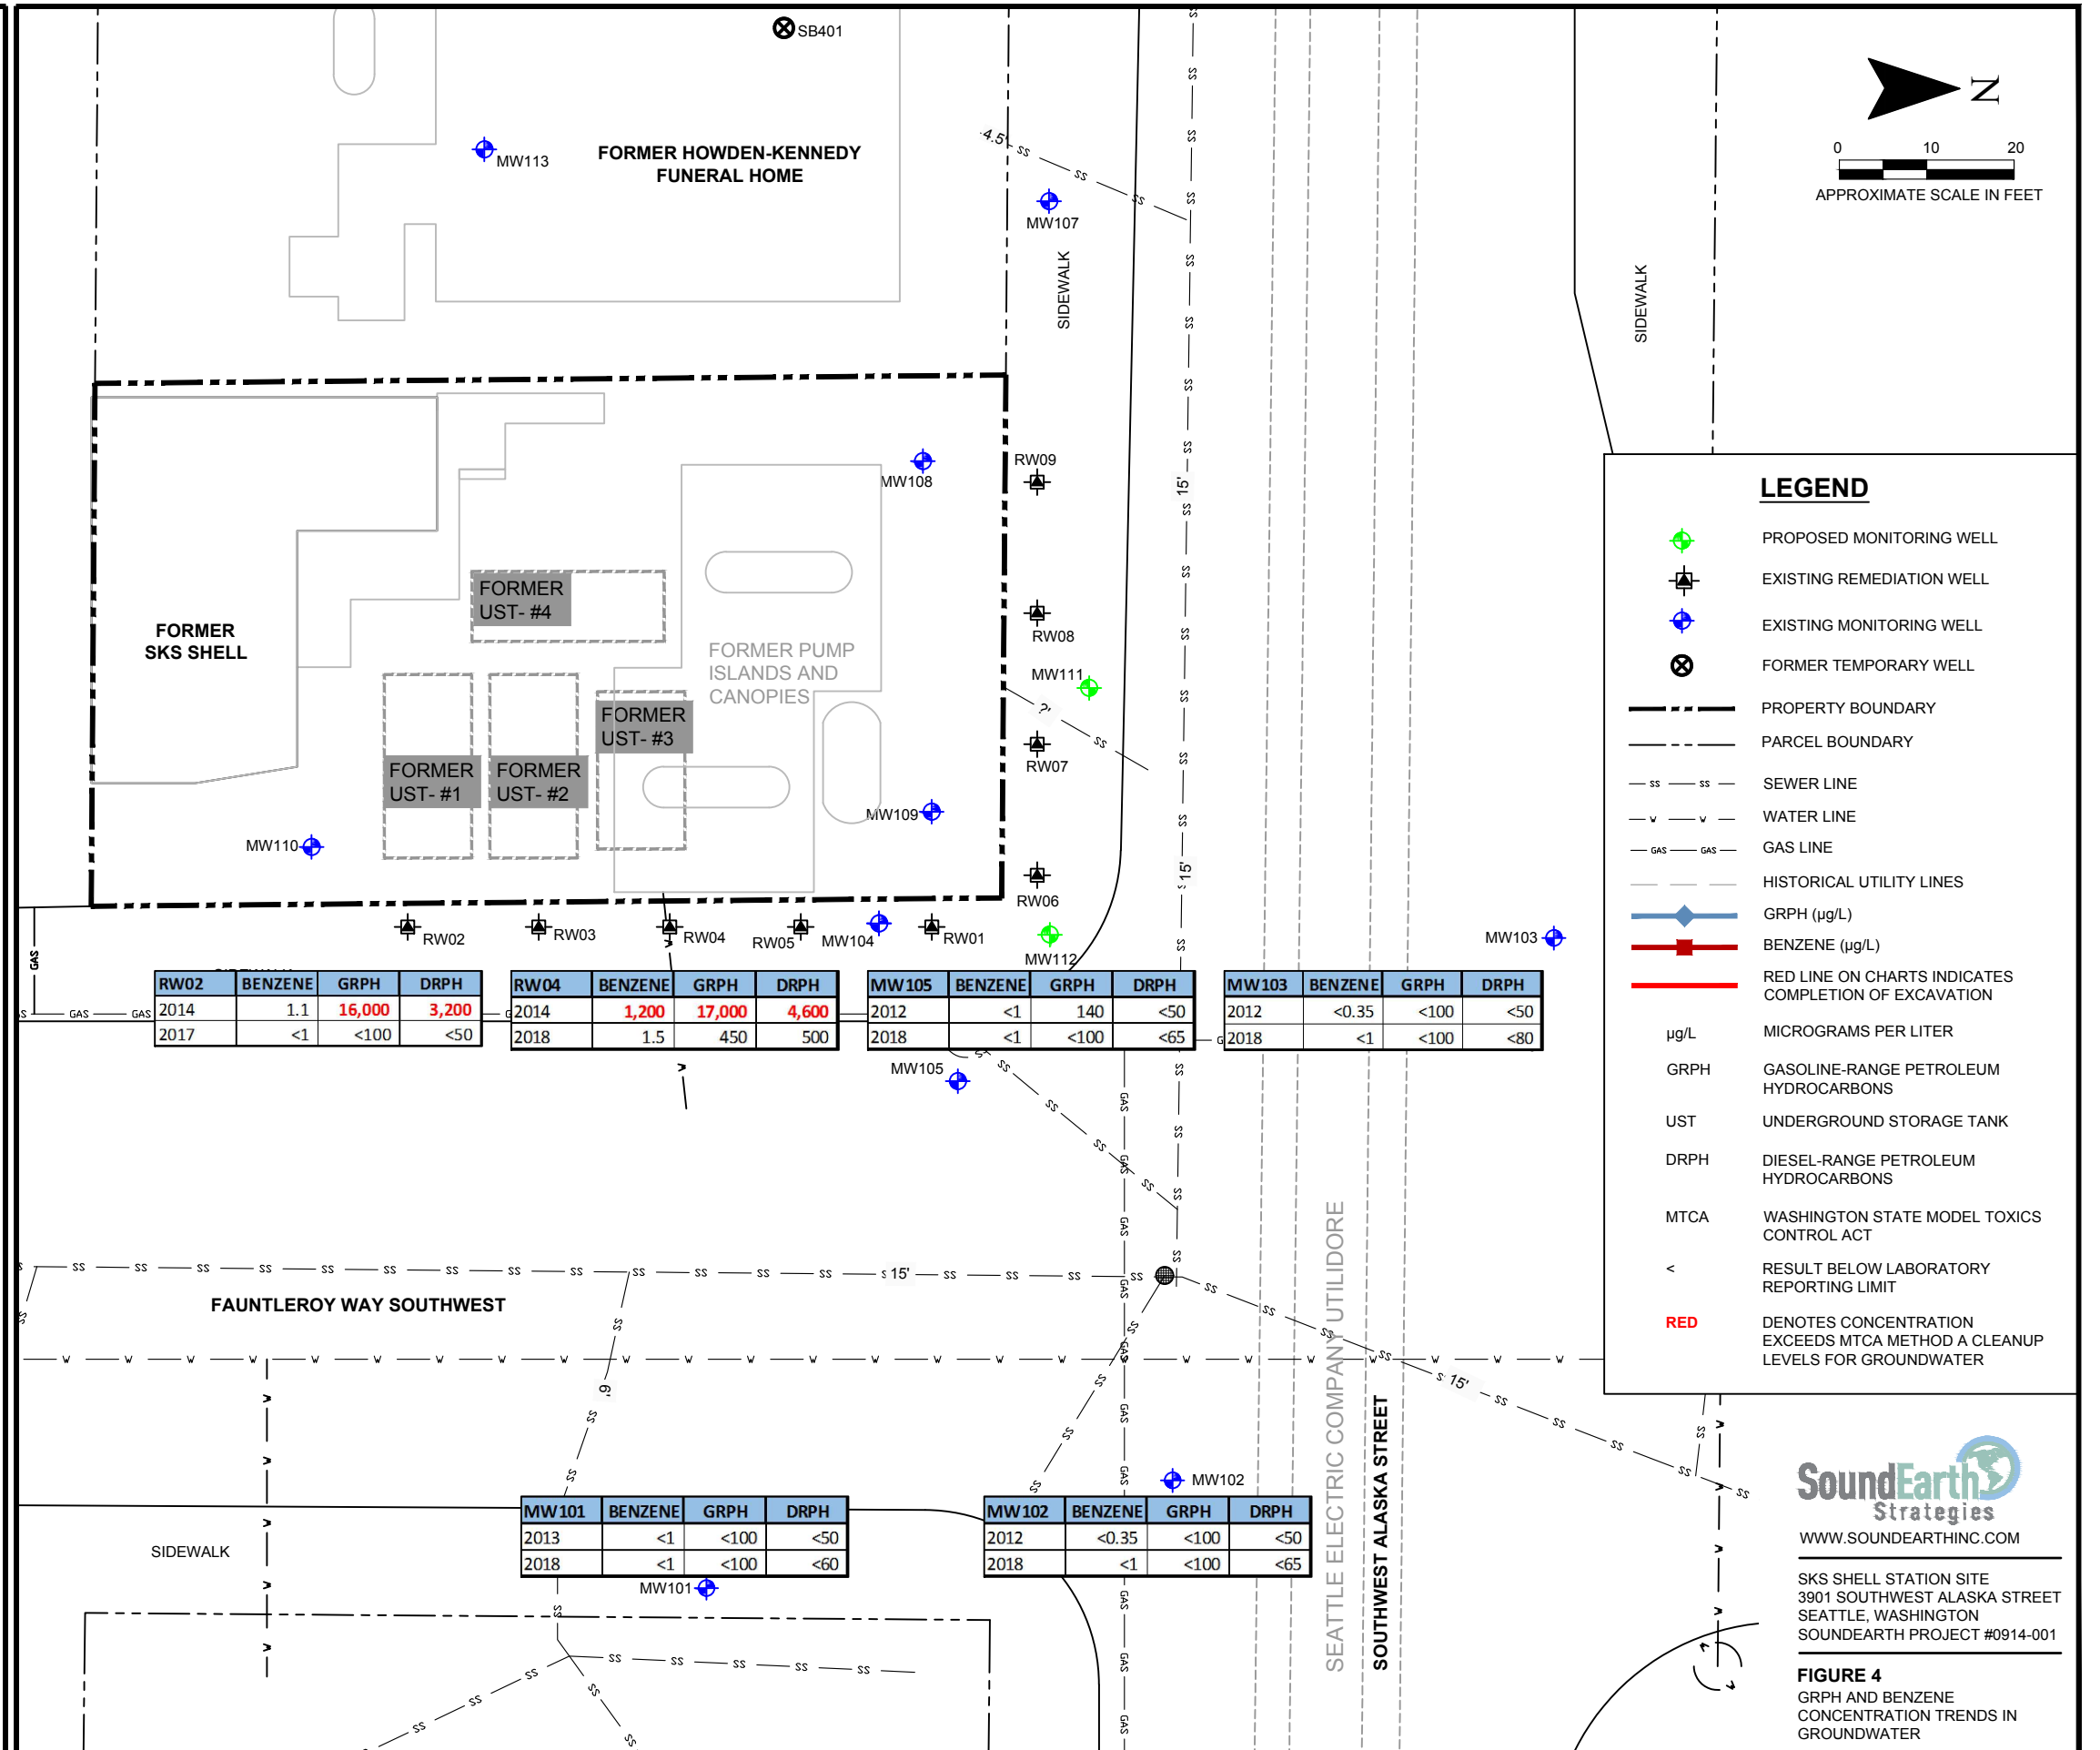 SB401
N
0 10 20
APPROXIMATE SCALE IN FEET
MW113
FORMER HOWDEN-KENNEDY
FUNERAL HOME
4.5'
MW107
SIDEWALK
SIDEWALK
FORMER
SKS SHELL
FORMER
UST- #4
FORMER PUMP
ISLANDS AND
CANOPIES
FORMER
UST- #3
FORMER
UST- #1
FORMER
UST- #2
MW108
RW09
15'
RW08
MW111
?'
RW07
MW109
MW110
15'
RW06
RW02
RW03
RW04
RW05
MW104
RW01
MW112
MW103
GAS
RW02 BENZENE GRPH DRPH
2014 1.1 16,000 3,200
2017 <1 <100 <50
RW04 BENZENE GRPH DRPH
2014 1,200 17,000 4,600
2018 1.5 450 500
MW105 BENZENE GRPH DRPH
2012 <1 140 <50
2018 <1 <100 <65
MW103 BENZENE GRPH DRPH
2012 <0.35 <100 <50
2018 <1 <100 <80
MW105
15'
FAUNTLEROY WAY SOUTHWEST
6'
15'
SEATTLE ELECTRIC COMPANY UTILIDORE
SOUTHWEST ALASKA STREET
MW102
MW101 BENZENE GRPH DRPH
2013 <1 <100 <50
2018 <1 <100 <60
MW102 BENZENE GRPH DRPH
2012 <0.35 <100 <50
2018 <1 <100 <65
SIDEWALK
MW101
LEGEND
PROPOSED MONITORING WELL
EXISTING REMEDIATION WELL
EXISTING MONITORING WELL
FORMER TEMPORARY WELL
PROPERTY BOUNDARY
PARCEL BOUNDARY
SS SS SEWER LINE
W W WATER LINE
GAS GAS GAS LINE
HISTORICAL UTILITY LINES
GRPH (µg/L)
BENZENE (µg/L)
RED LINE ON CHARTS INDICATES
COMPLETION OF EXCAVATION
µg/L MICROGRAMS PER LITER
GRPH GASOLINE-RANGE PETROLEUM
HYDROCARBONS
UST UNDERGROUND STORAGE TANK
DRPH DIESEL-RANGE PETROLEUM
HYDROCARBONS
MTCA WASHINGTON STATE MODEL TOXICS
CONTROL ACT
< RESULT BELOW LABORATORY
REPORTING LIMIT
RED DENOTES CONCENTRATION
EXCEEDS MTCA METHOD A CLEANUP
LEVELS FOR GROUNDWATER
SoundEarth
Strategies
WWW.SOUNDEARTHINC.COM
SKS SHELL STATION SITE
3901 SOUTHWEST ALASKA STREET
SEATTLE, WASHINGTON
SOUNDEARTH PROJECT #0914-001
FIGURE 4
GRPH AND BENZENE
CONCENTRATION TRENDS IN
GROUNDWATER